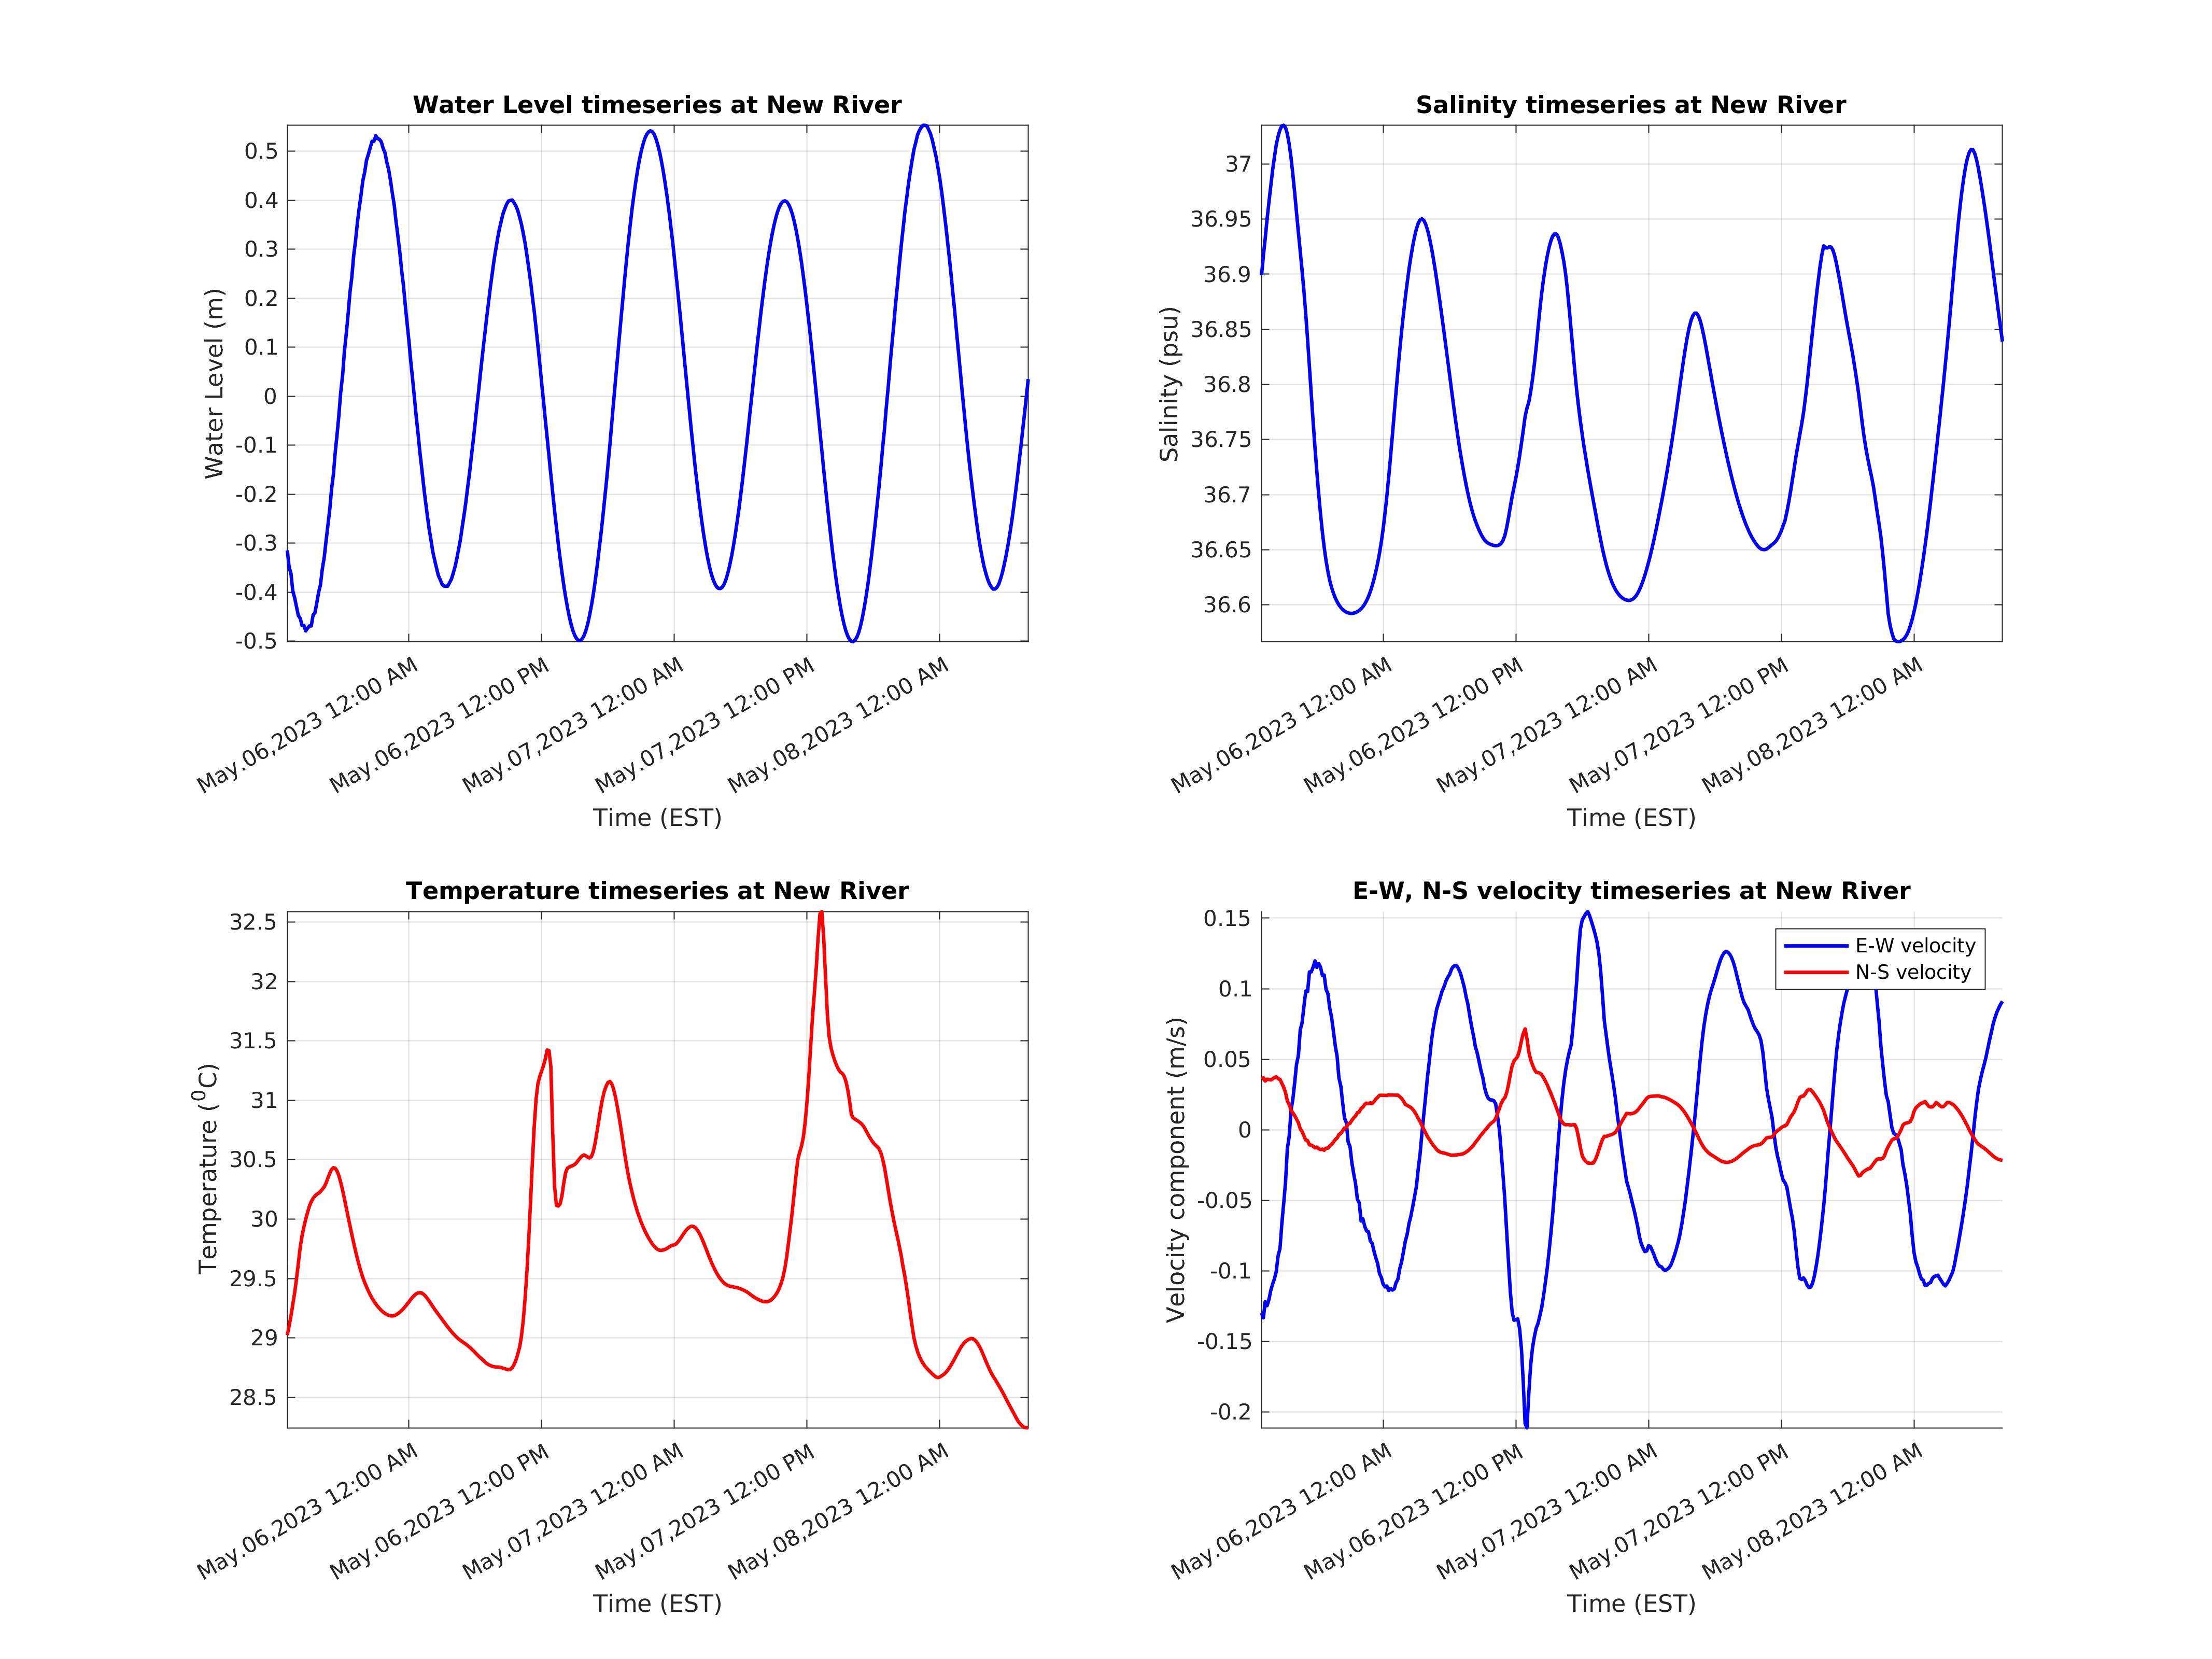 Water Level timeseries at New River
Water Level (m)
0.5
0.4
0.3
0.2
0.1
0
-0.1
-0.2
-0.3
-0.4
-0.5
May.06,2023 12:00 AM
May.06,2023 12:00 PM
May.07,2023 12:00 AM
May.07,2023 12:00 PM
May.08,2023 12:00 AM
Time (EST)
Salinity timeseries at New River
Salinity (psu)
37
36.95
36.9
36.85
36.8
36.75
36.7
36.65
36.6
May.06,2023 12:00 AM
May.06,2023 12:00 PM
May.07,2023 12:00 AM
May.07,2023 12:00 PM
May.08,2023 12:00 AM
Time (EST)
Temperature timeseries at New River
Temperature (⁰C)
32.5
32
31.5
31
30.5
30
29.5
29
28.5
May.06,2023 12:00 AM
May.06,2023 12:00 PM
May.07,2023 12:00 AM
May.07,2023 12:00 PM
May.08,2023 12:00 AM
Time (EST)
E-W, N-S velocity timeseries at New River
Velocity component (m/s)
0.15
0.1
0.05
0
-0.05
-0.1
-0.15
-0.2
E-W velocity
N-S velocity
May.06,2023 12:00 AM
May.06,2023 12:00 PM
May.07,2023 12:00 AM
May.07,2023 12:00 PM
May.08,2023 12:00 AM
Time (EST)